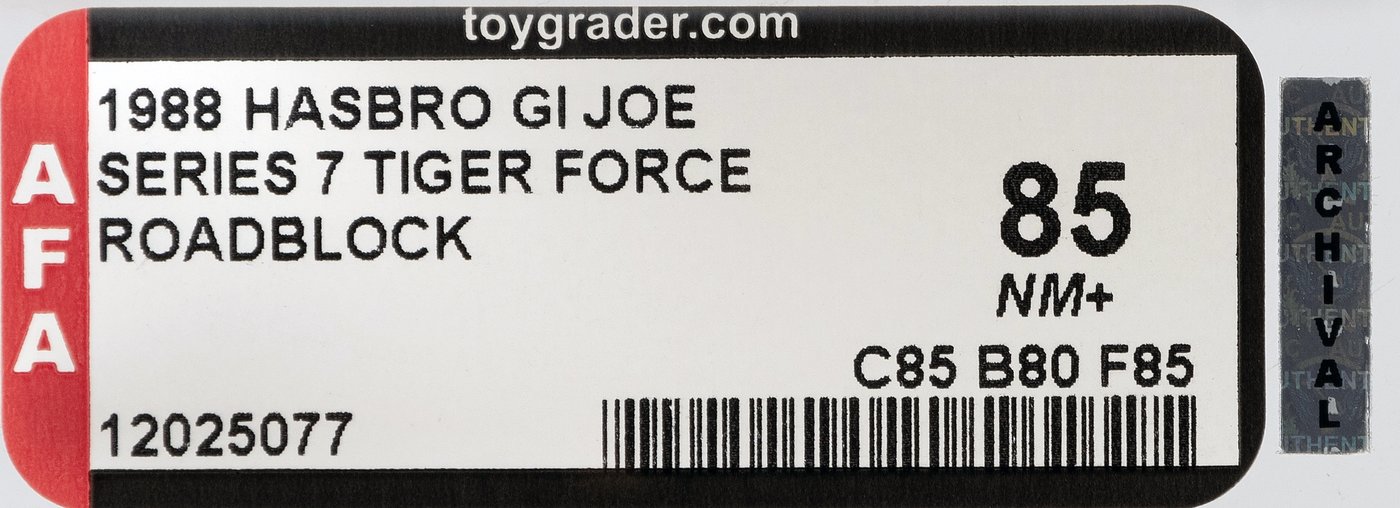 toygrader.com
AFA
1988 HASBRO GI JOE
SERIES 7 TIGER FORCE
ROADBLOCK
85
NM+
C85 B80 F85
12025077
ARCHIVAL